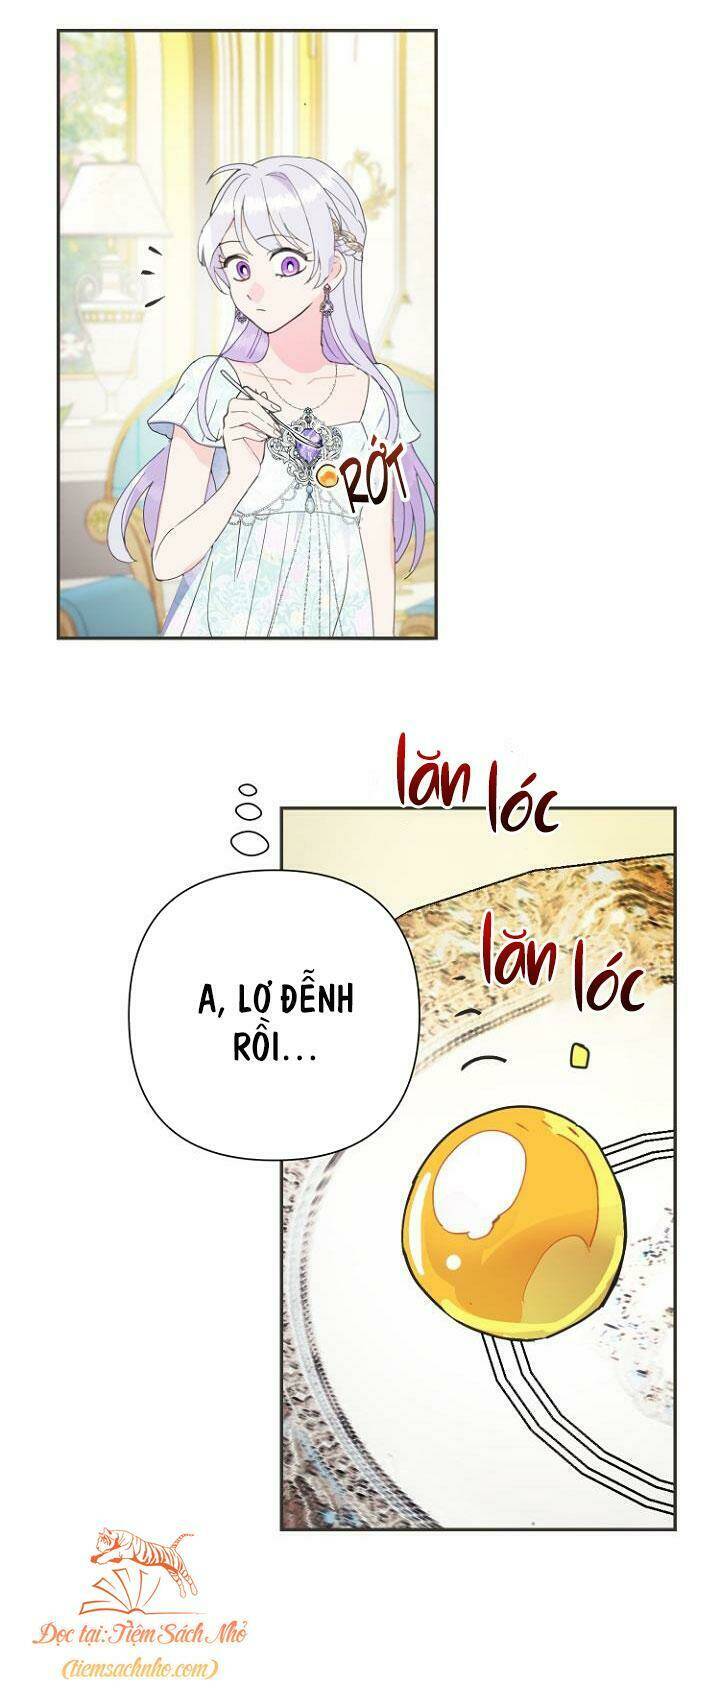 RỚT
lăn lóc
lăn lóc
A, LƠ ĐỄNH
RỒI...
Đọc tại: Tiệm Sách Nhỏ
(tiemsachnho.com)